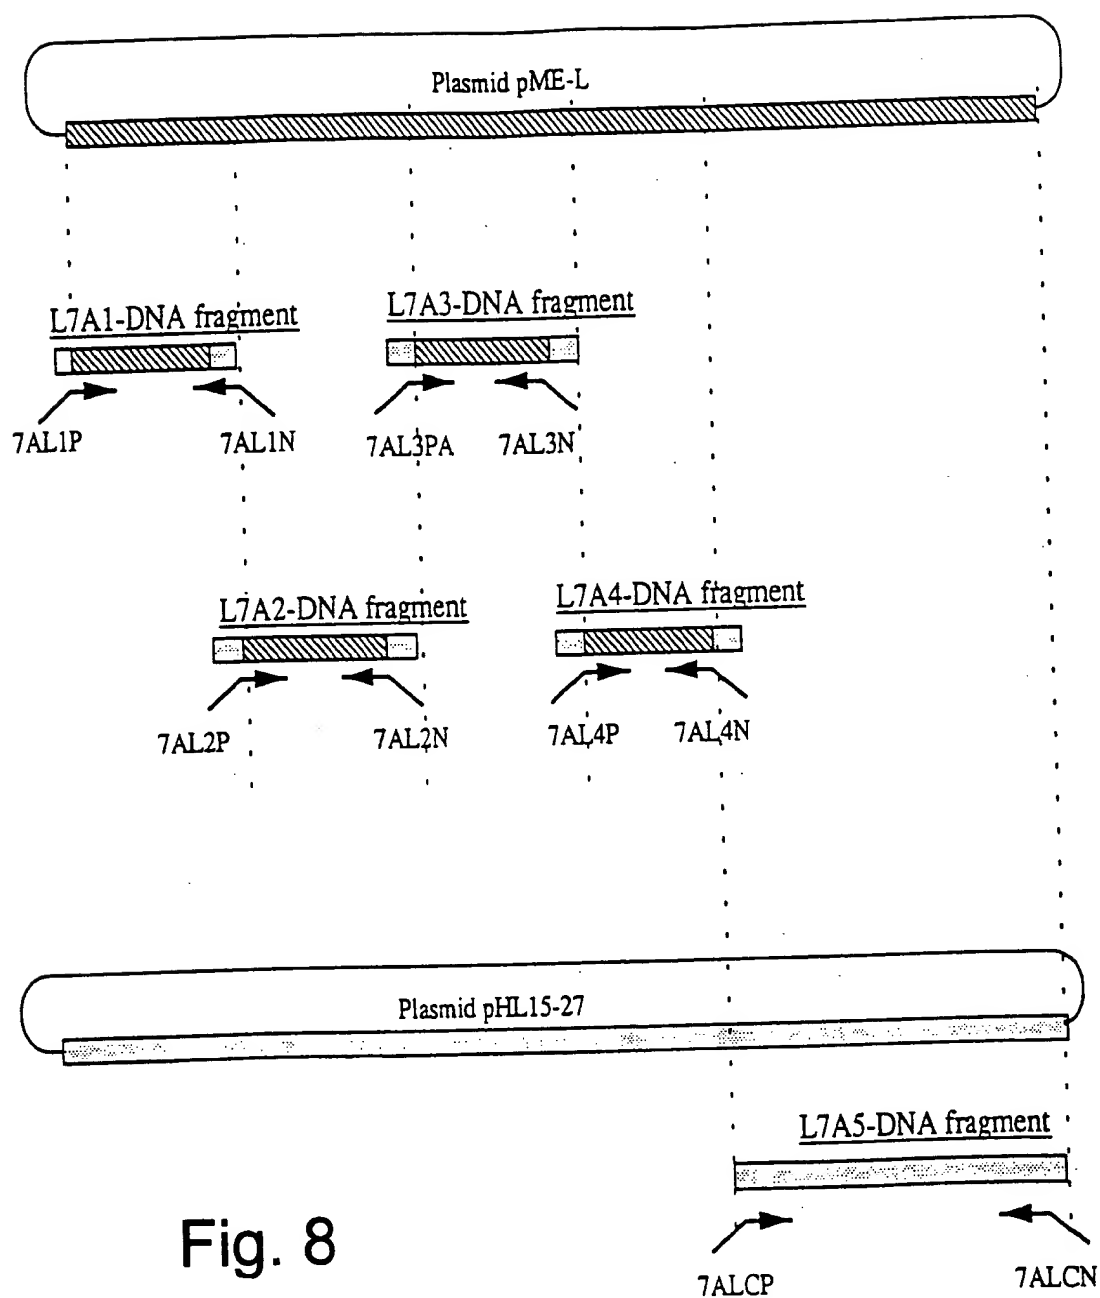 Plasmid pME-L
L7A1-DNA fragment
L7A3-DNA fragment
7AL1P
7AL1N
7AL3PA
7AL3N
L7A2-DNA fragment
L7A4-DNA fragment
7AL2P
7AL2N
7AL4P
7AL4N
Plasmid pHL15-27
L7A5-DNA fragment
7ALCP
7ALCN
Fig. 8